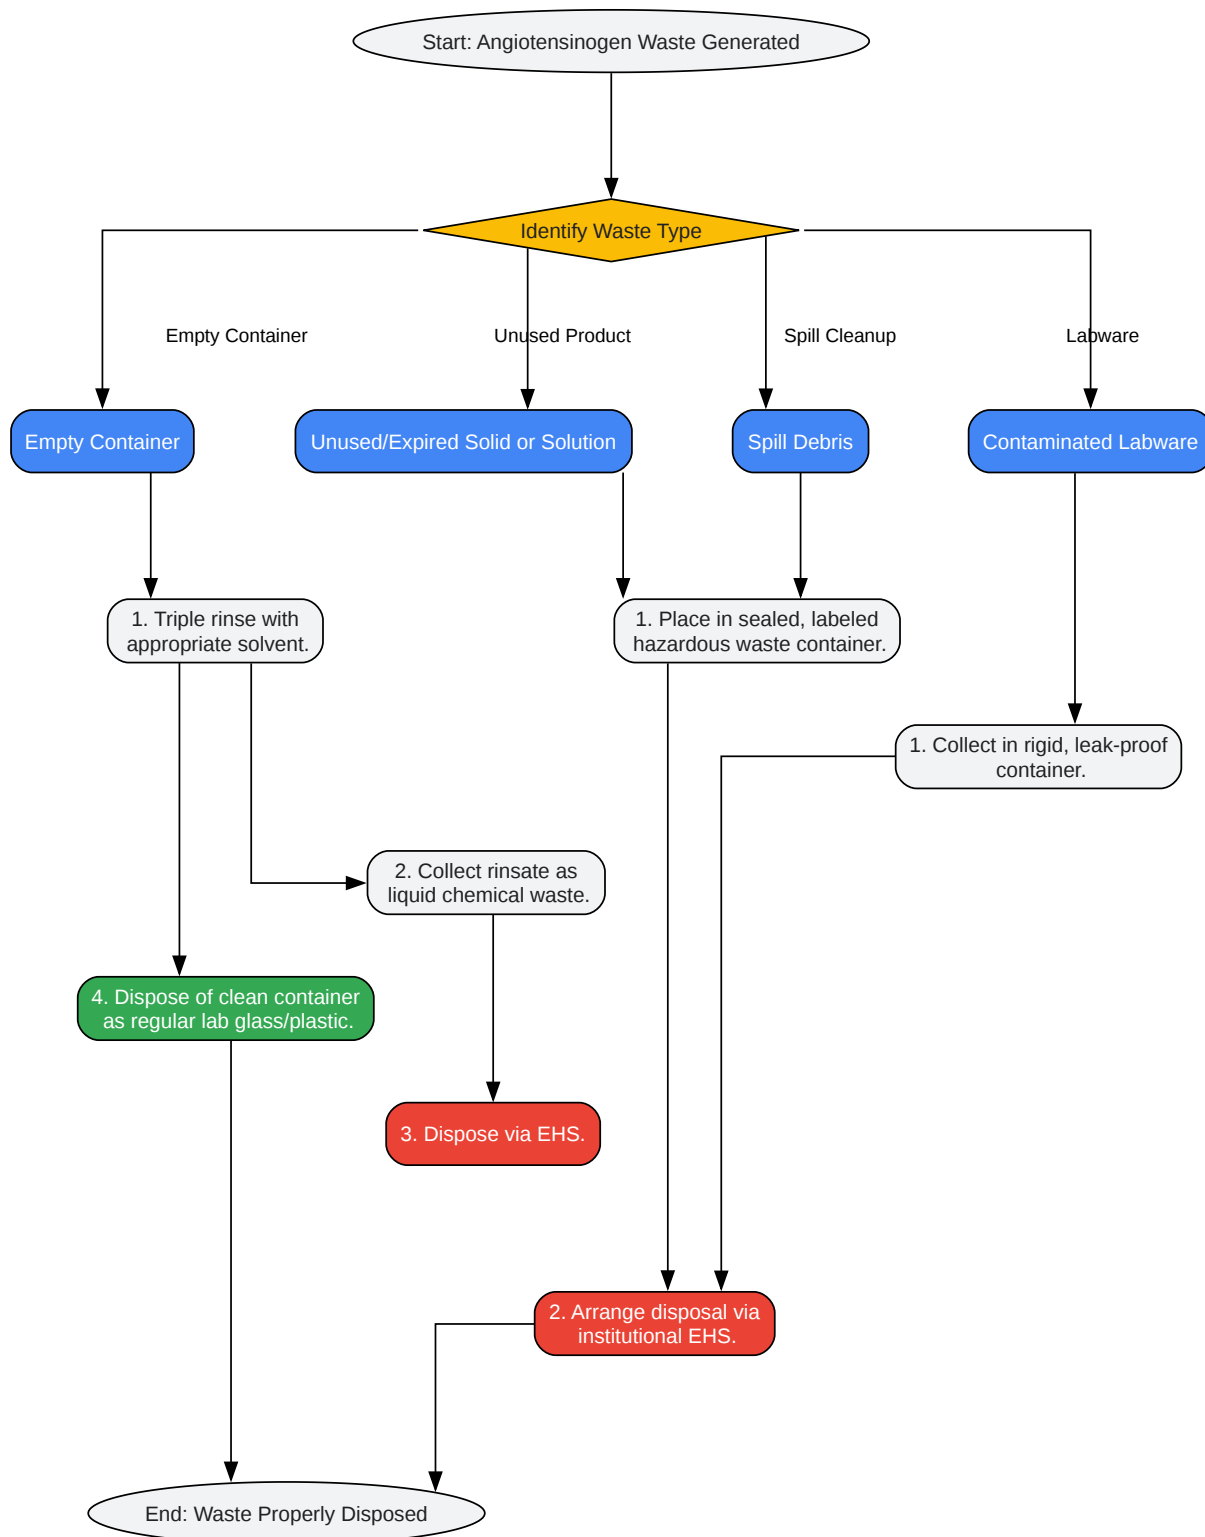 Start: Angiotensinogen Waste Generated
Identify Waste Type
Empty Container
Unused Product
Spill Cleanup
Labware
Empty Container
Unused/Expired Solid or Solution
Spill Debris
Contaminated Labware
1. Triple rinse with
appropriate solvent.
1. Place in sealed, labeled
hazardous waste container.
1. Collect in rigid, leak-proof
container.
2. Collect rinsate as
liquid chemical waste.
4. Dispose of clean container
as regular lab glass/plastic.
3. Dispose via EHS.
2. Arrange disposal via
institutional EHS.
End: Waste Properly Disposed